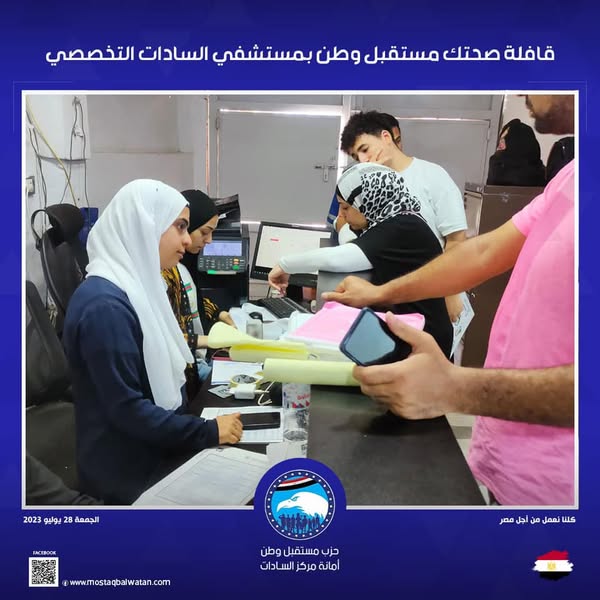 قافلة صحتك مستقبل وطن بمستشفي السادات التخصصي
كلنا نعمل من أجل مصر
الجمعة 28 يوليو 2023
حزب مستقبل وطن
أمانة مركز السادات
FACEBOOK
www.mostaqbalwatan.com